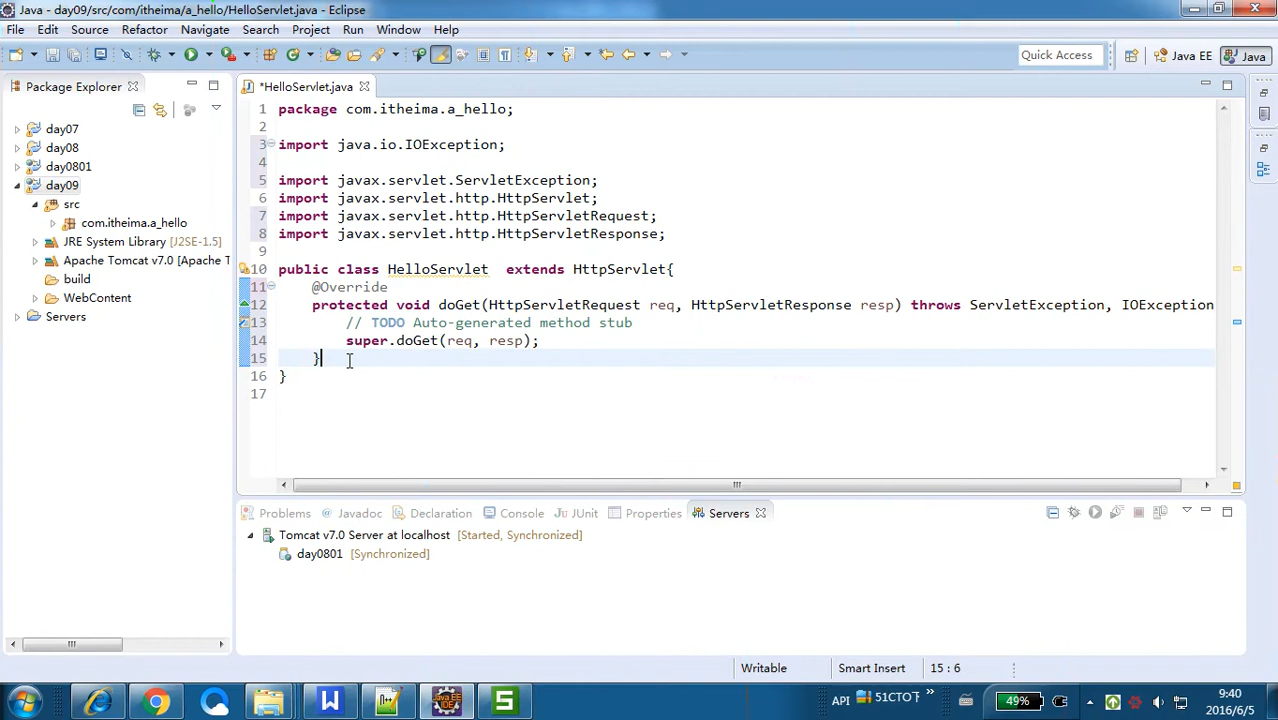 Java - day09/src/com/itheima/a_hello/HelloServlet.java - Eclipse
File Edit Source Refactor Navigate Search Project Run Window Help
Quick Access
Java EE
Java
Package Explorer
day07
day08
day0801
day09
src
com.itheima.a_hello
JRE System Library [J2SE-1.5]
Apache Tomcat v7.0 [Apache T
build
WebContent
Servers
*HelloServlet.java
1 package com.itheima.a_hello;
2
3 import java.io.IOException;
4
5 import javax.servlet.ServletException;
6 import javax.servlet.http.HttpServlet;
7 import javax.servlet.http.HttpServletRequest;
8 import javax.servlet.http.HttpServletResponse;
9
10 public class HelloServlet extends HttpServlet{
11 @Override
12 protected void doGet(HttpServletRequest req, HttpServletResponse resp) throws ServletException, IOException
13 // TODO Auto-generated method stub
14 super.doGet(req, resp);
15 }
16 }
17
Problems Javadoc Declaration Console JUnit Properties Servers
Tomcat v7.0 Server at localhost [Started, Synchronized]
day0801 [Synchronized]
Writable Smart Insert 15 : 6
API 51CTO下 »
49%
9:40
2016/6/5